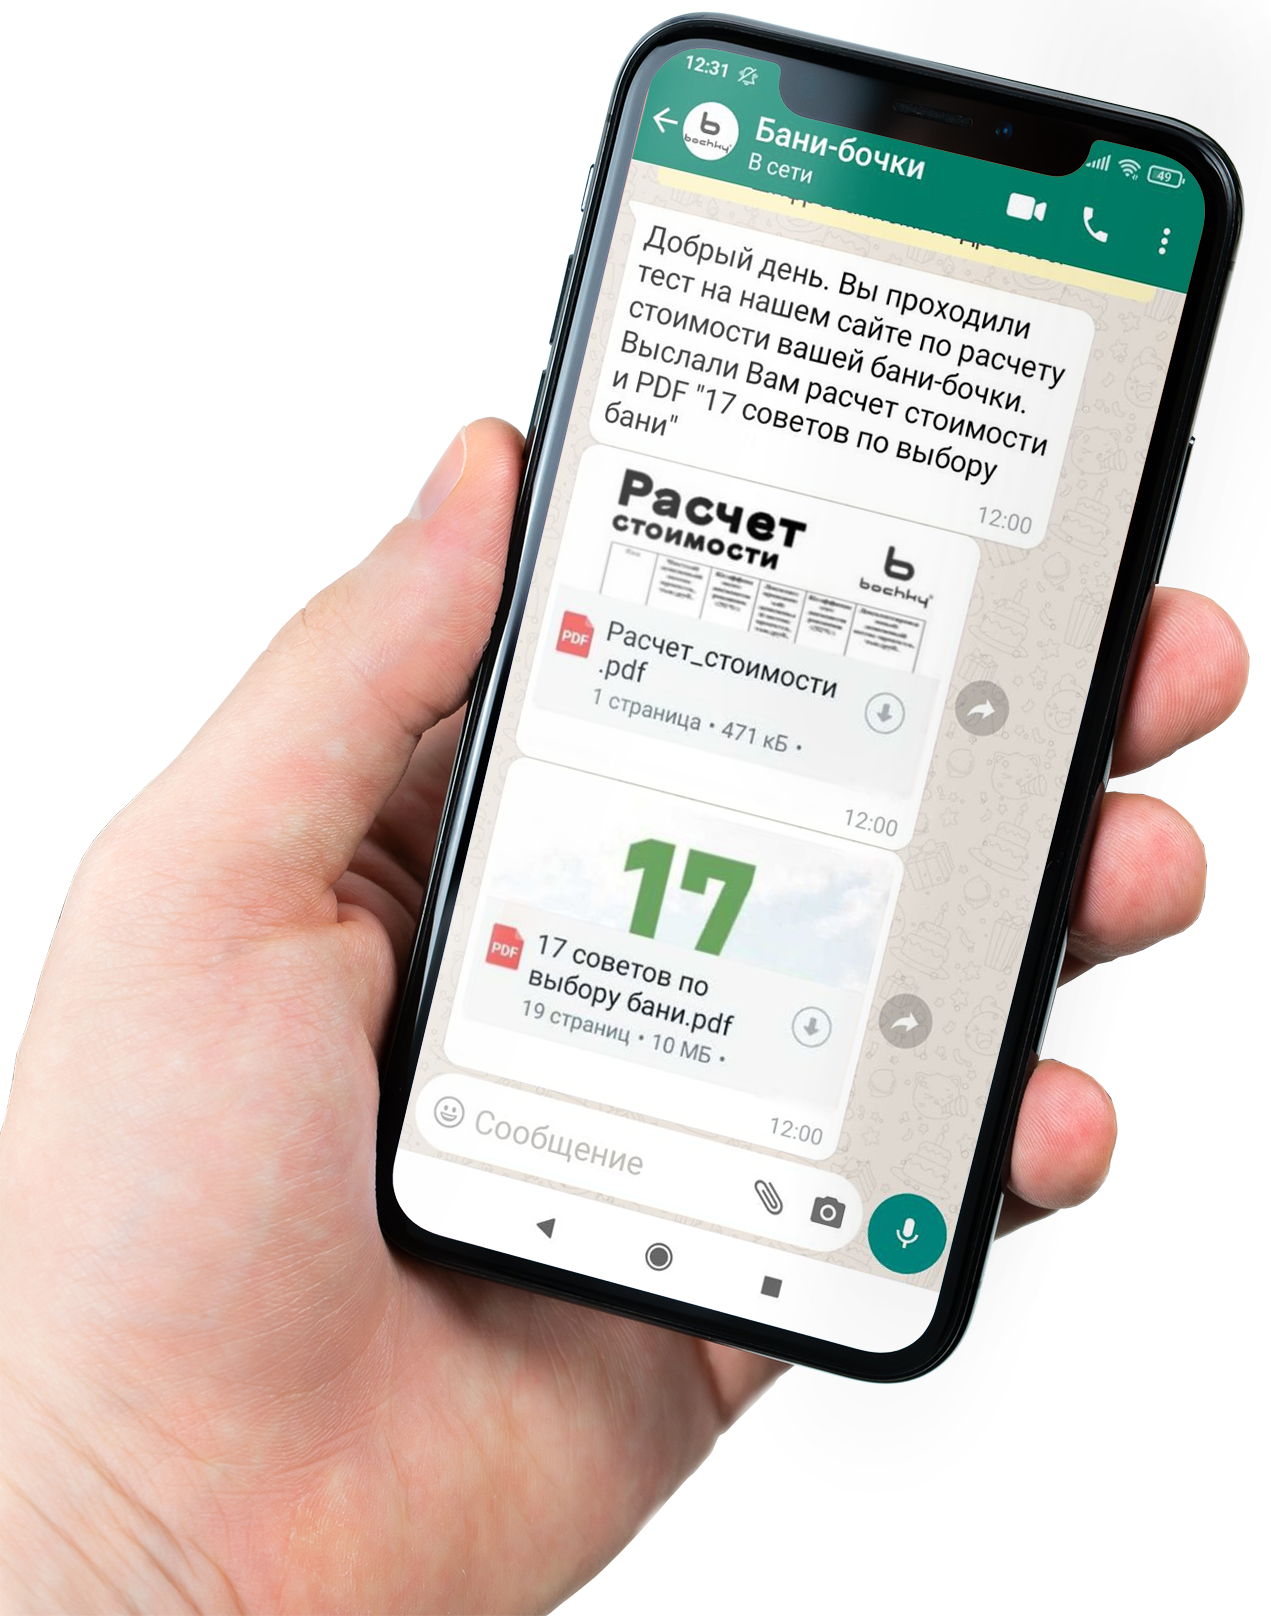 12:31
49
b
bochky
Бани-бочки
В сети
Добрый день. Вы проходили
тест на нашем сайте по расчету
стоимости вашей бани-бочки.
Выслали Вам расчет стоимости
и PDF "17 советов по выбору
бани"
12:00
Расчет
стоимости
b
bochky
PDF
Расчет_стоимости
.pdf
1 страница • 471 кБ •
12:00
17
PDF
17 советов по
выбору бани.pdf
19 страниц • 10 МБ •
12:00
Сообщение